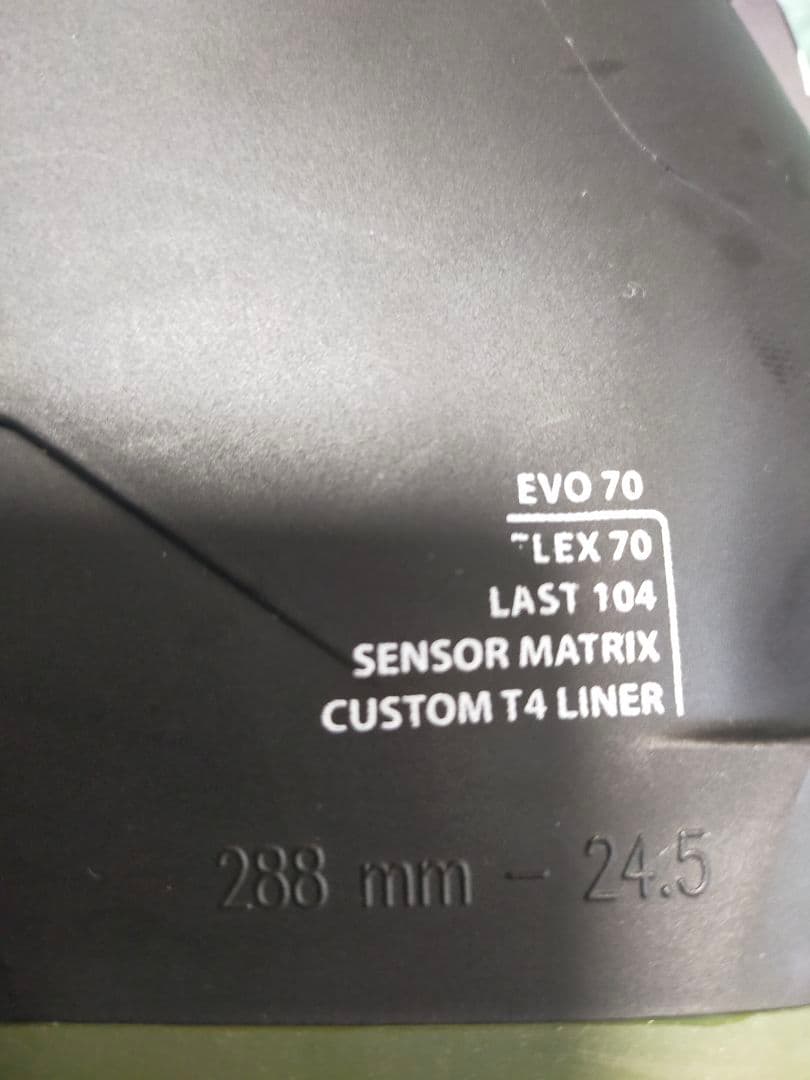 EVO 70
FLEX 70
LAST 104
SENSOR MATRIX
CUSTOM T4 LINER
288 mm - 24.5